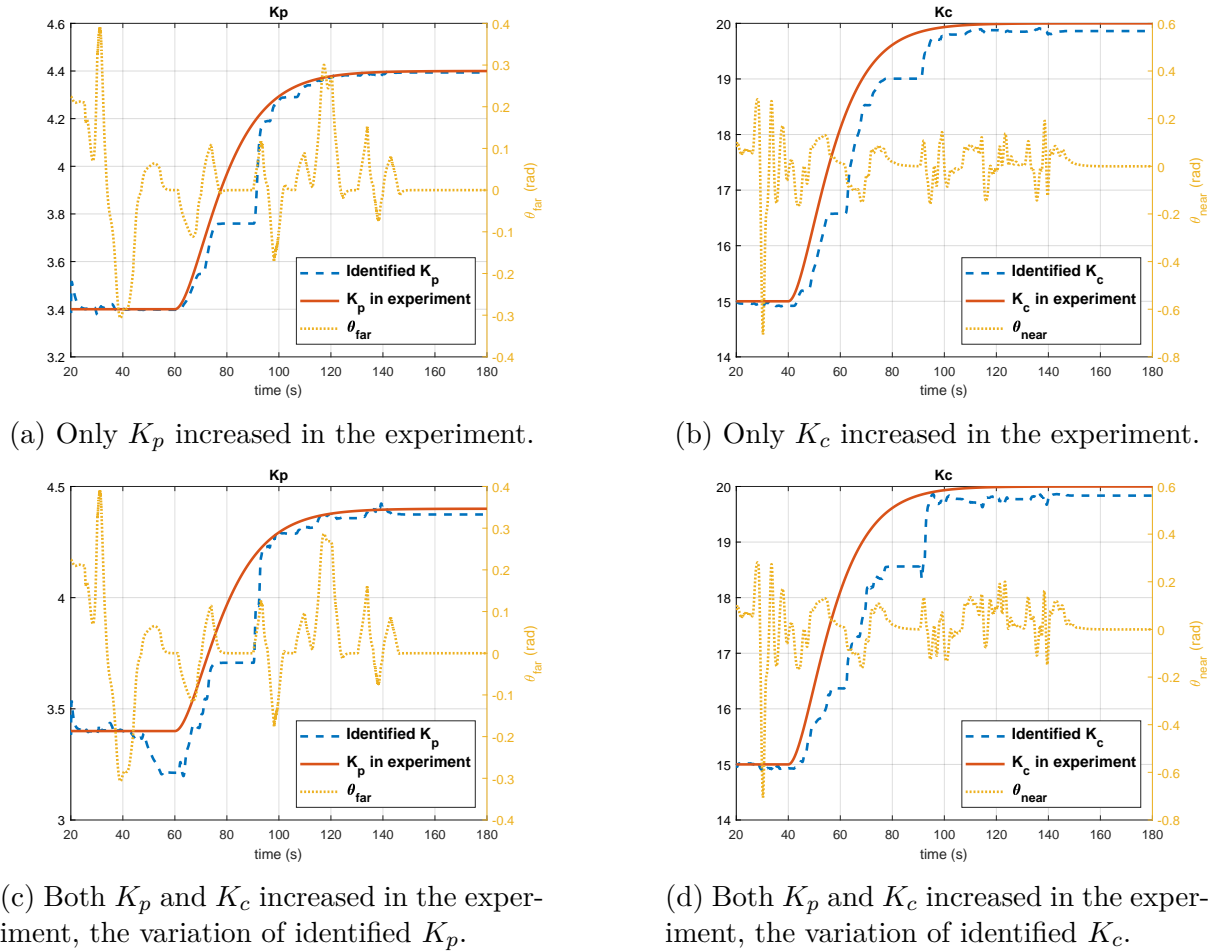 Kp
4.6
4.4
4.2
4
3.8
3.6
3.4
3.2
0.4
0.3
0.2
0.1
0
-0.1
-0.2
-0.3
-0.4
θfar (rad)
Identified Kp
Kp in experiment
θfar
20 40 60 80 100 120 140 160 180
time (s)
(a) Only Kp increased in the experiment.
Kc
20
19
18
17
16
15
14
0.6
0.4
0.2
0
-0.2
-0.4
-0.6
-0.8
θnear (rad)
Identified Kc
Kc in experiment
θnear
20 40 60 80 100 120 140 160 180
time (s)
(b) Only Kc increased in the experiment.
Kp
4.5
4
3.5
3
0.4
0.3
0.2
0.1
0
-0.1
-0.2
-0.3
-0.4
θfar (rad)
Identified Kp
Kp in experiment
θfar
20 40 60 80 100 120 140 160 180
time (s)
(c) Both Kp and Kc increased in the exper-
iment, the variation of identified Kp.
Kc
20
19
18
17
16
15
14
0.6
0.4
0.2
0
-0.2
-0.4
-0.6
-0.8
θnear (rad)
Identified Kc
Kc in experiment
θnear
20 40 60 80 100 120 140 160 180
time (s)
(d) Both Kp and Kc increased in the exper-
iment, the variation of identified Kc.